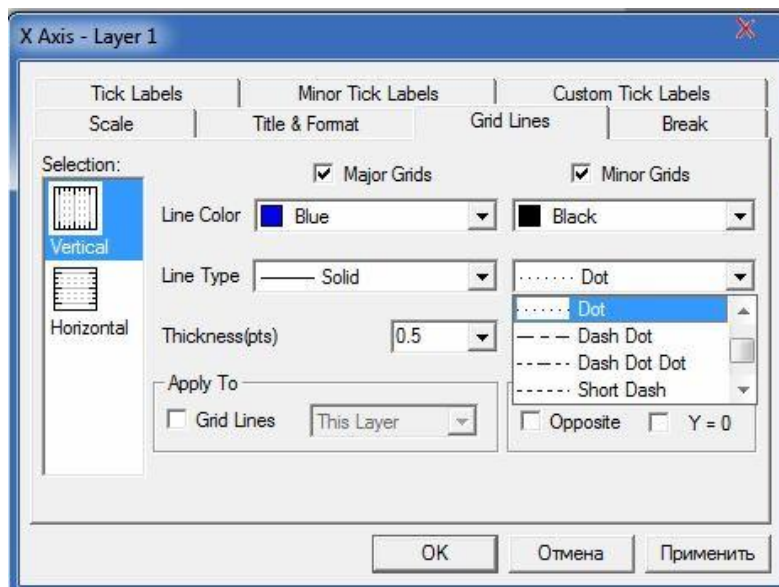 X Axis - Layer 1
Tick Labels
Minor Tick Labels
Custom Tick Labels
Scale
Title & Format
Grid Lines
Break
Selection:
Major Grids
Minor Grids
Vertical
Horizontal
Line Color
Blue
Black
Line Type
Solid
Dot
Dot
Dash Dot
Dash Dot Dot
Short Dash
Thickness(pts)
0.5
Apply To
Grid Lines
This Layer
Opposite
Y = 0
OK
Отмена
Применить